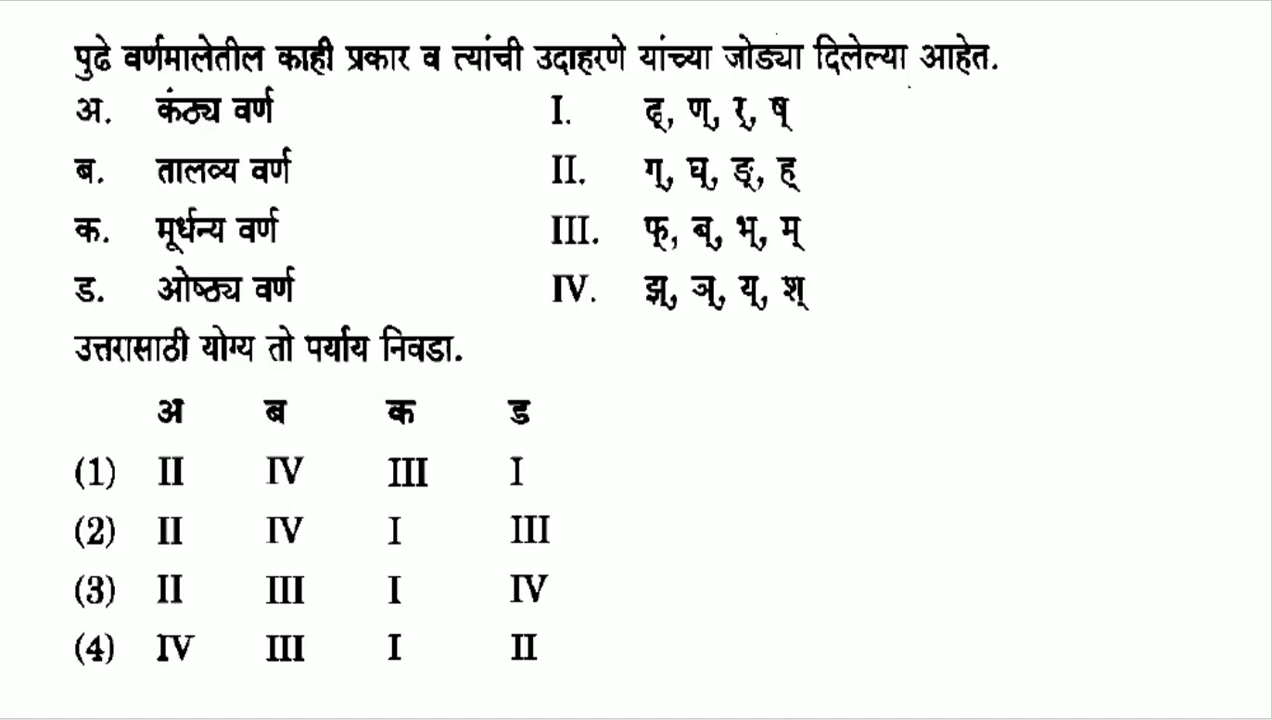 पुढे वर्णमालेतील काही प्रकार व त्यांची उदाहरणे यांच्या जोड्या दिलेल्या आहेत.
अ. कंठ्य वर्ण I. ढ्, ण्, र्, ष्
ब. तालव्य वर्ण II. ग्, घ्, ङ्, ह्
क. मूर्धन्य वर्ण III. फ्, ब्, भ्, म्
ड. ओष्ठ्य वर्ण IV. झ्, ञ्, य्, श्
उत्तरासाठी योग्य तो पर्याय निवडा.
अ ब क ड
(1) II IV III I
(2) II IV I III
(3) II III I IV
(4) IV III I II